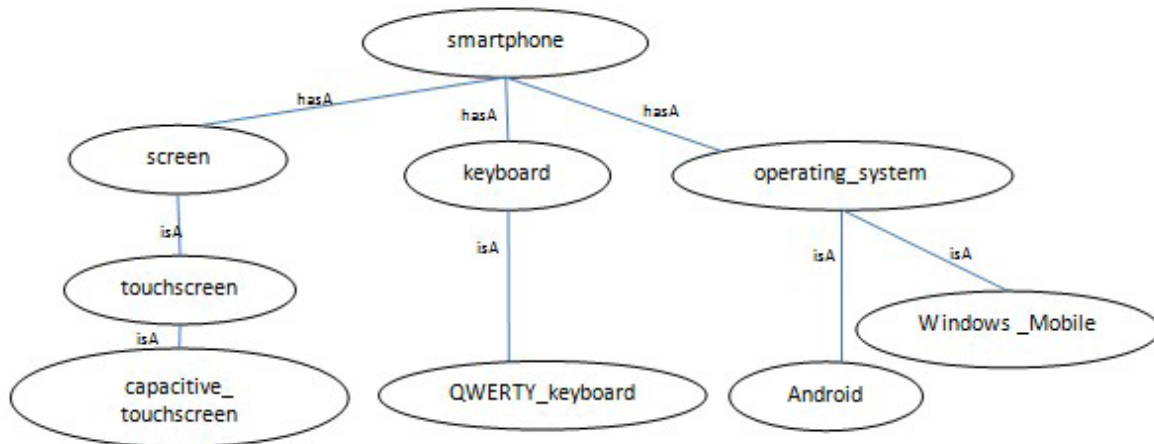 smartphone
hasA
hasA
hasA
screen
keyboard
operating_system
isA
isA
isA
isA
touchscreen
Windows _Mobile
isA
capacitive_
touchscreen
QWERTY_keyboard
Android